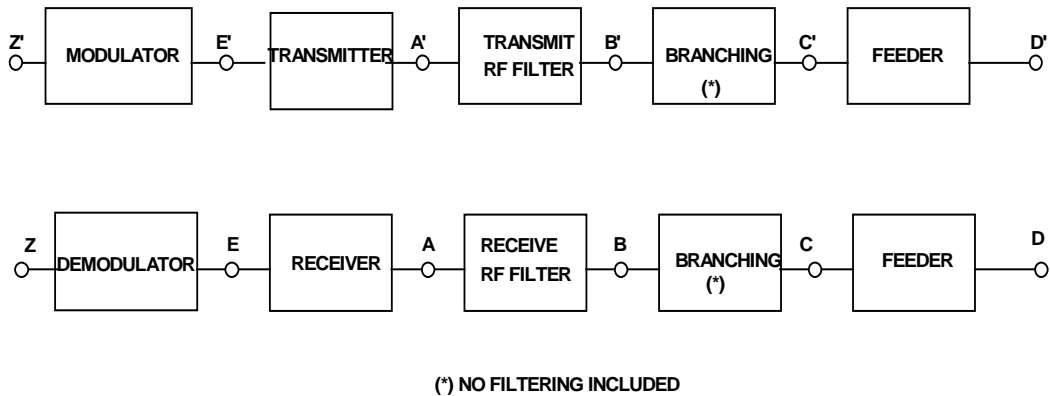 Z' E' A' B' C' D'
MODULATOR TRANSMITTER TRANSMIT BRANCHING FEEDER
RF FILTER
(*)
Z E A B C D
DEMODULATOR RECEIVER RECEIVE BRANCHING FEEDER
RF FILTER
(*)
(*) NO FILTERING INCLUDED